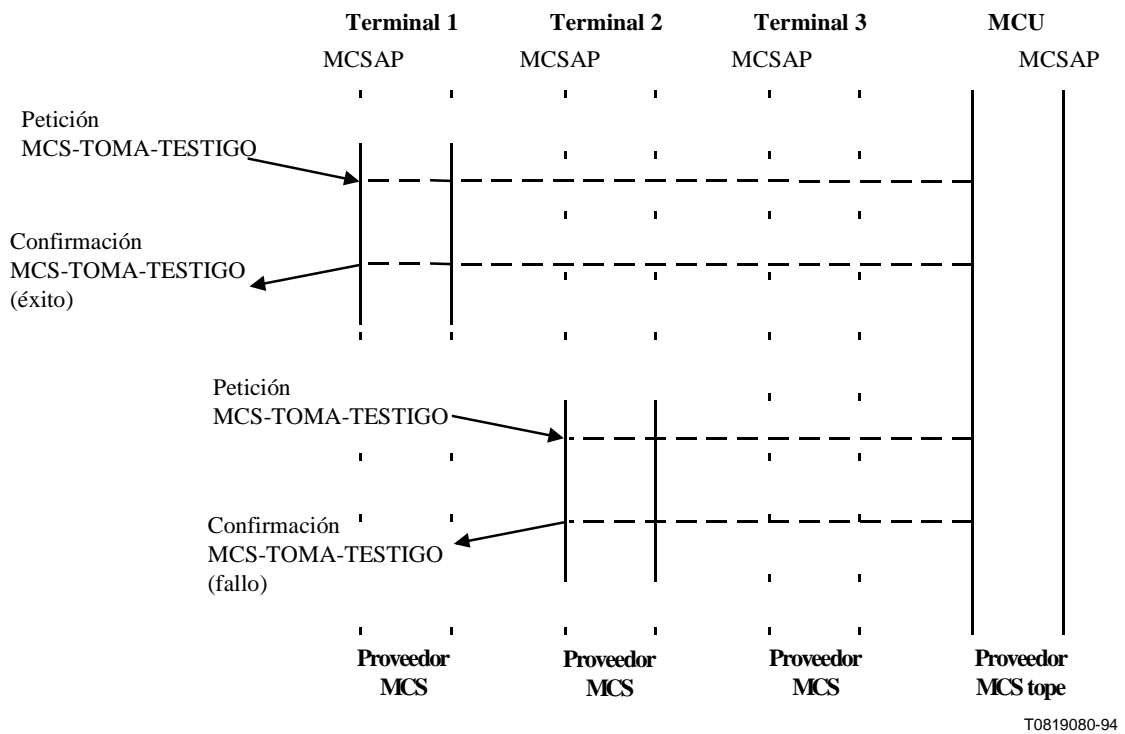 Terminal 1 Terminal 2 Terminal 3 MCU
MCSAP MCSAP MCSAP MCSAP
Petición
MCS-TOMA-TESTIGO
Confirmación
MCS-TOMA-TESTIGO
(éxito)
Petición
MCS-TOMA-TESTIGO
Confirmación
MCS-TOMA-TESTIGO
(fallo)
Proveedor Proveedor Proveedor Proveedor
MCS MCS MCS MCS tope
T0819080-94